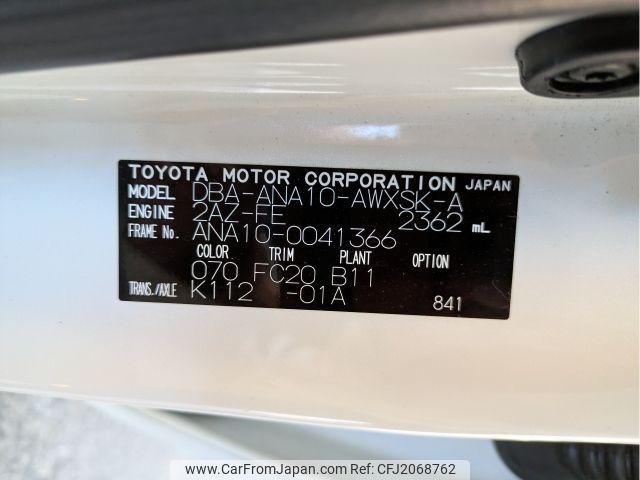 TOYOTA MOTOR CORPORATION JAPAN
MODEL DBA-ANA10-AWXSK-A
ENGINE 2AZ-FE 2362 mL
FRAME No. ANA10-0041366
COLOR TRIM PLANT OPTION
070 FC20 B11
TRANS./AXLE K112 -01A 841
www.CarFromJapan.com | CFJ2068762